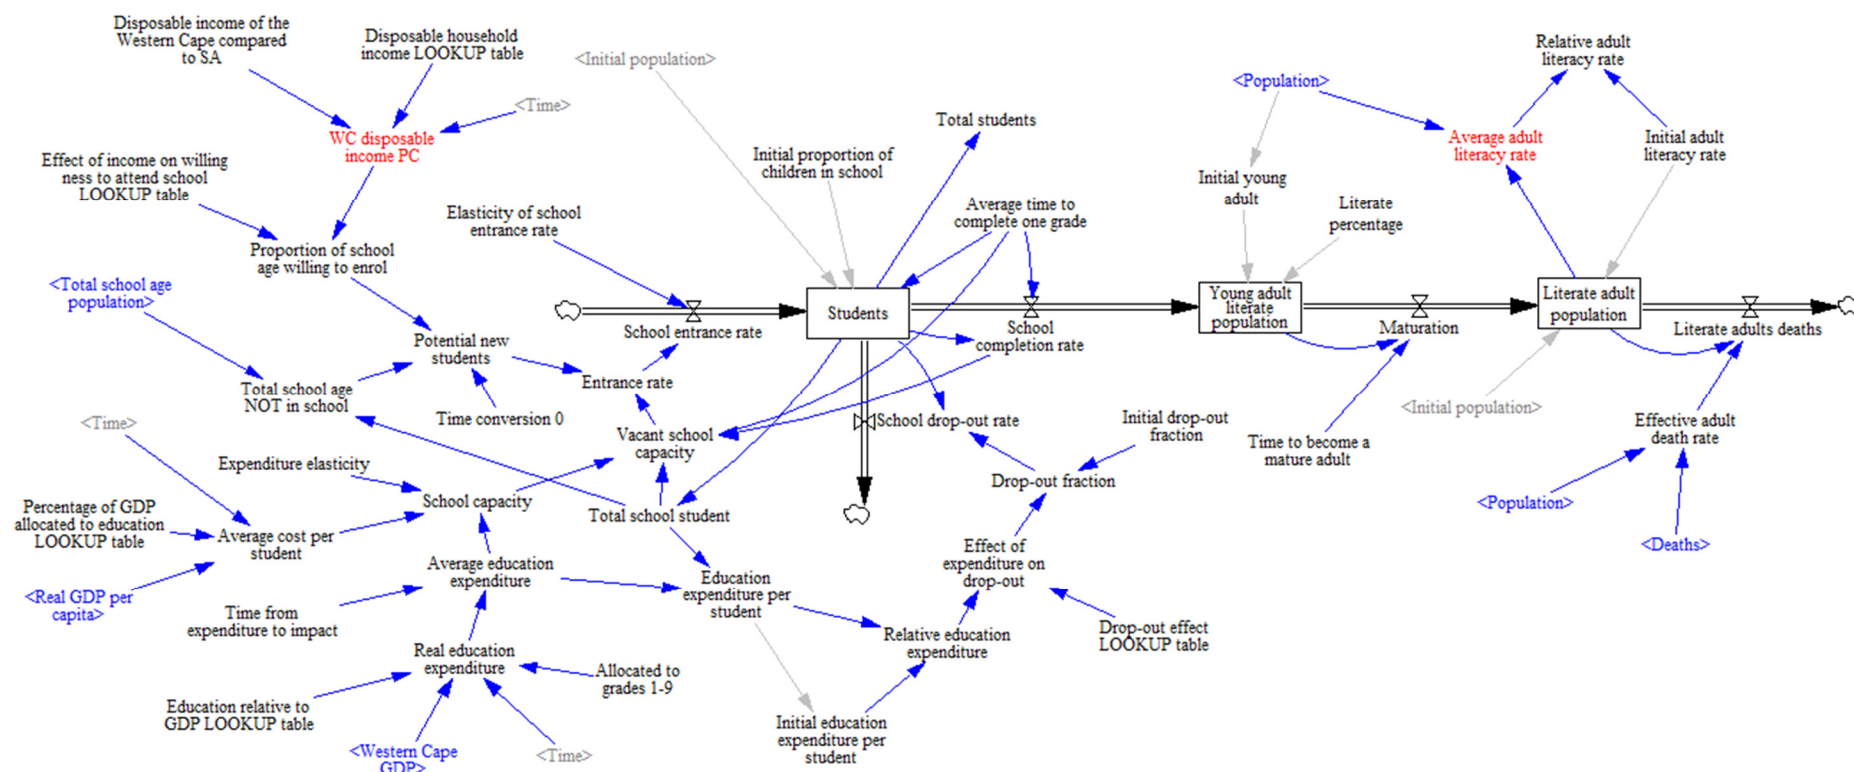 Disposable income of the
Western Cape compared
to SA
Disposable household
income LOOKUP table
<Time>
WC disposable
income PC
Effect of income on willing
ness to attend school
LOOKUP table
Proportion of school
age willing to enrol
<Total school age
population>
Elasticity of school
entrance rate
<Initial population>
Initial proportion of
children in school
Total students
Average time to
complete one grade
<Population>
Relative adult
literacy rate
Average adult
literacy rate
Initial adult
literacy rate
Initial young
adult
Literate
percentage
School entrance rate
Students
School
completion rate
Young adult
literate
population
Maturation
Literate adult
population
Literate adults deaths
Potential new
students
Entrance rate
Total school age
NOT in school
Time conversion 0
Vacant school
capacity
School drop-out rate
Initial drop-out
fraction
Drop-out fraction
<Initial population>
Time to become a
mature adult
Effective adult
death rate
<Population>
<Deaths>
<Time>
Expenditure elasticity
Percentage of GDP
allocated to education
LOOKUP table
School capacity
Total school student
Average cost per
student
<Real GDP per
capita>
Average education
expenditure
Time from
expenditure to impact
Education
expenditure per
student
Effect of
expenditure on
drop-out
Drop-out effect
LOOKUP table
Relative education
expenditure
Real education
expenditure
Allocated to
grades 1-9
Education relative to
GDP LOOKUP table
<Western Cape
GDP>
<Time>
Initial education
expenditure per
student